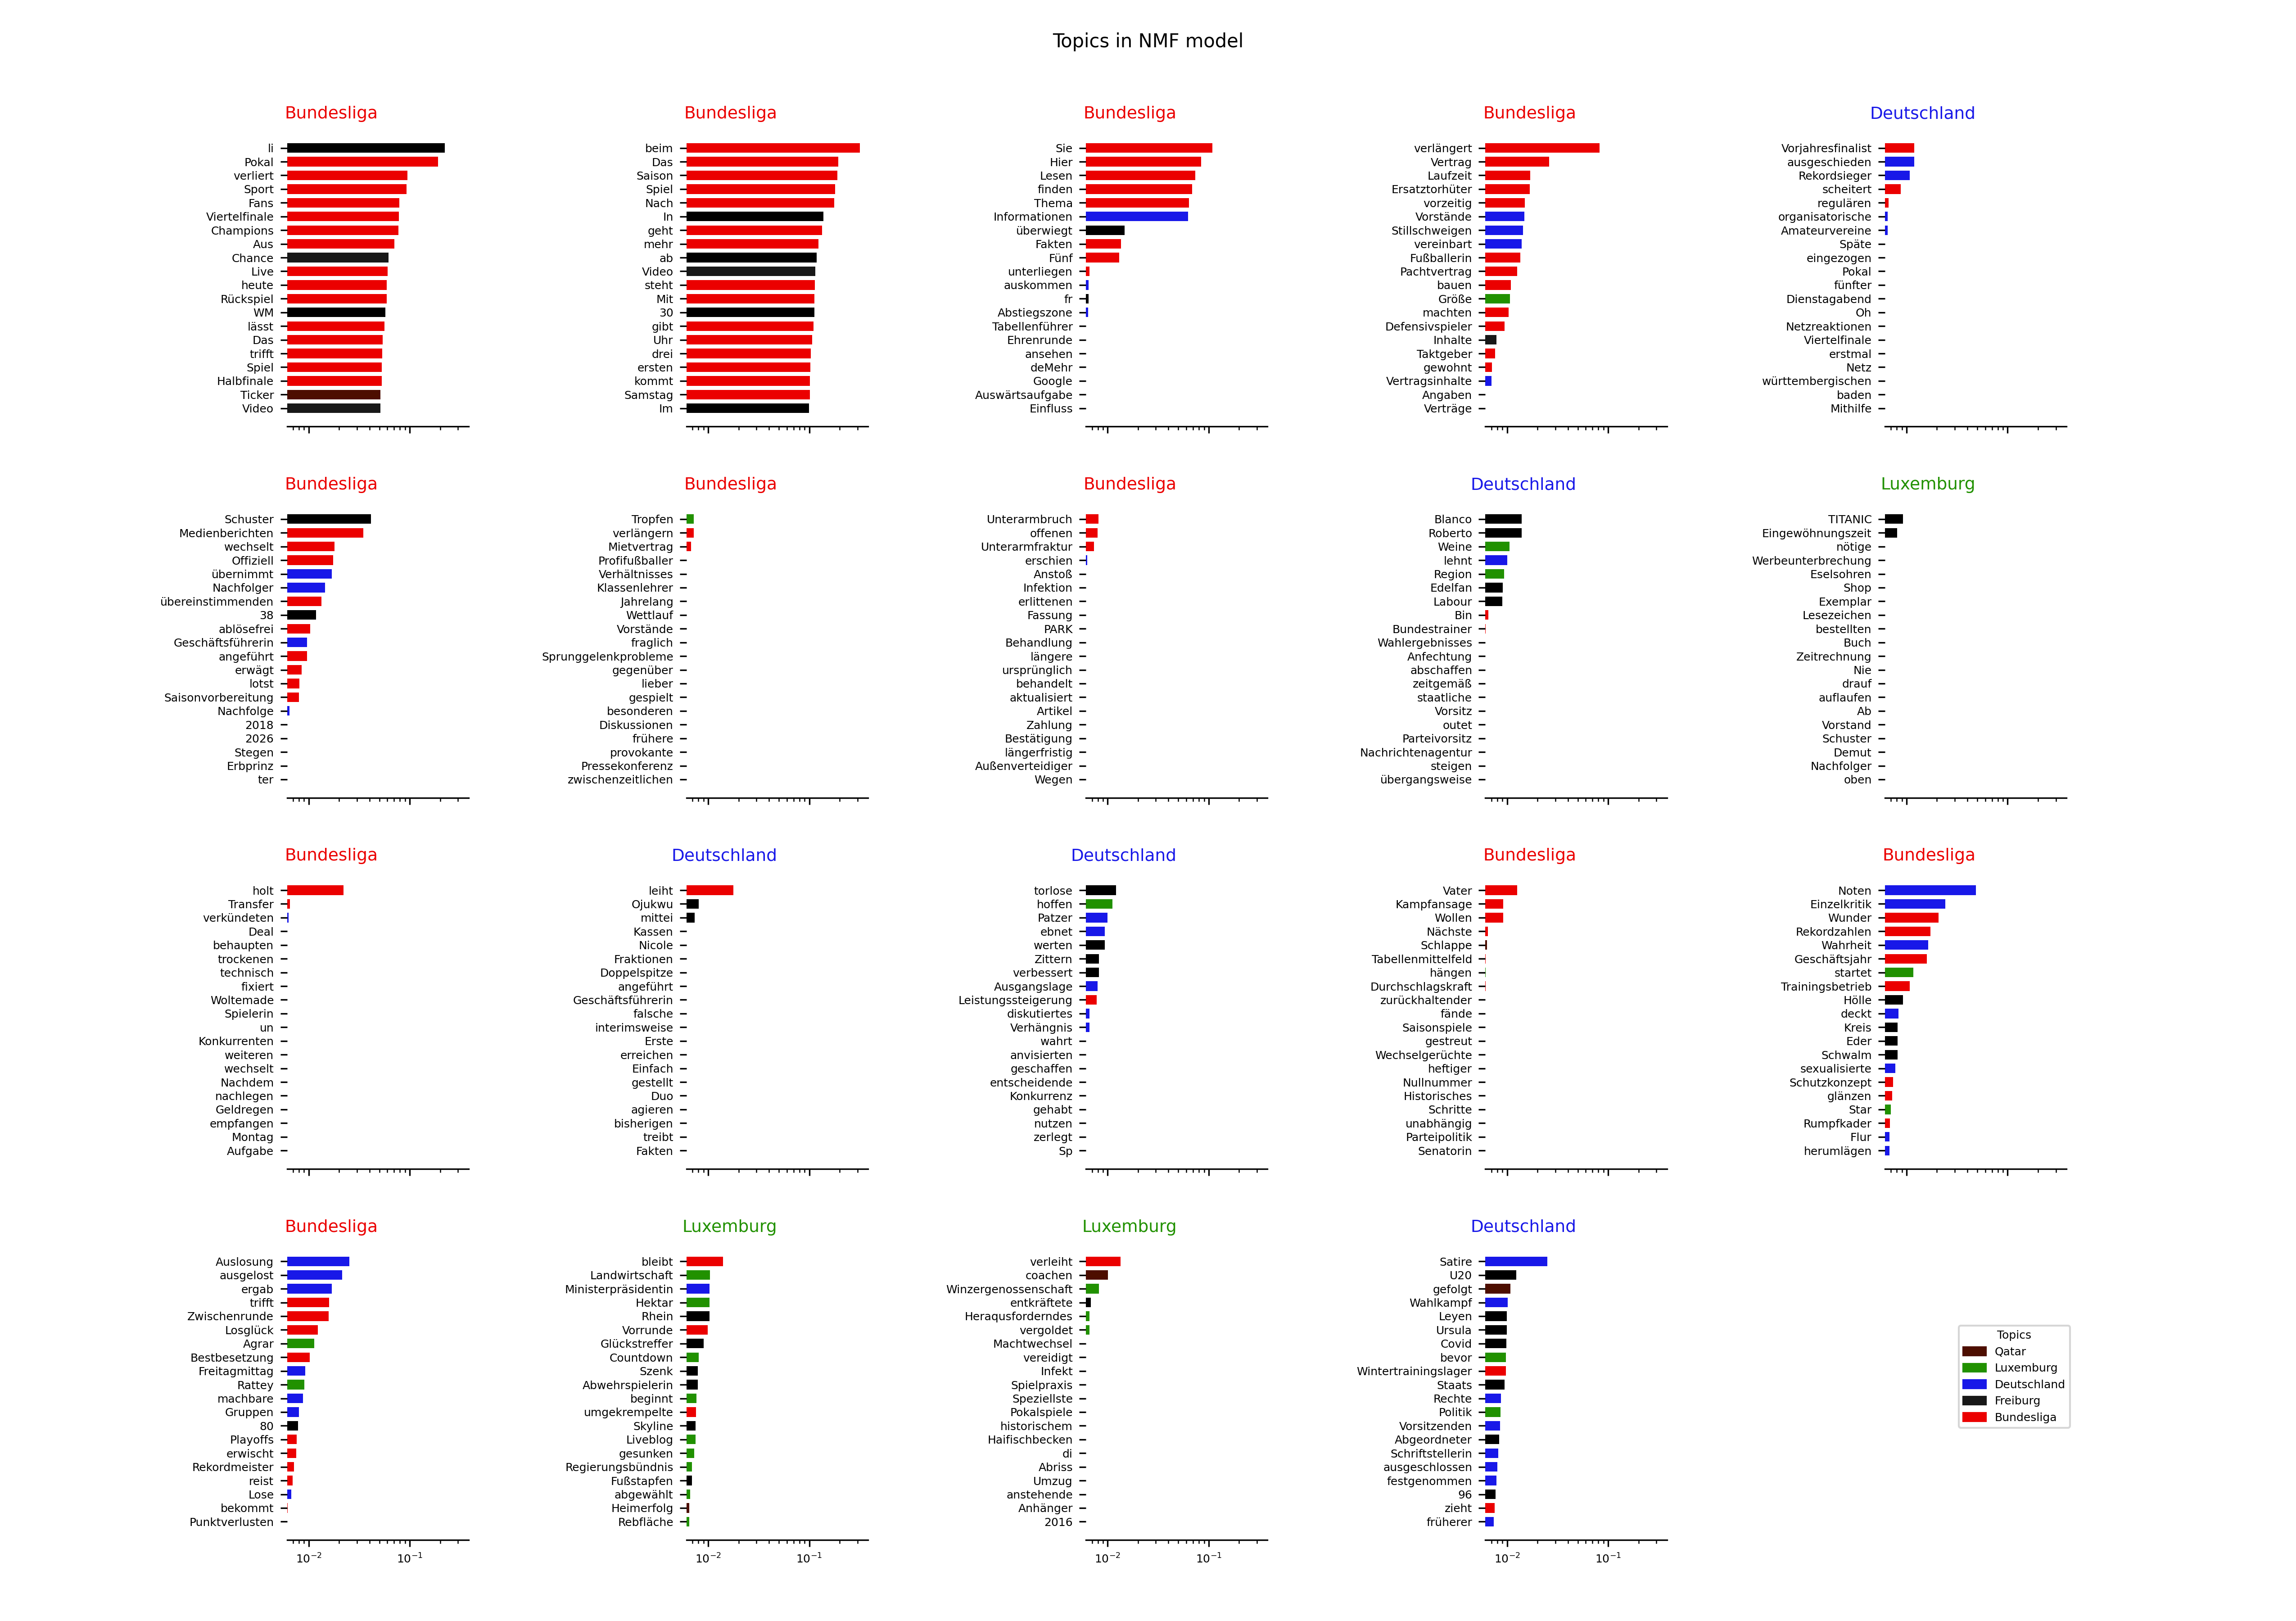 Topics in NMF model
Bundesliga
li
Pokal
verliert
Sport
Fans
Viertelfinale
Champions
Aus
Chance
Live
heute
Rückspiel
WM
lässt
Das
trifft
Spiel
Halbfinale
Ticker
Video
Bundesliga
beim
Das
Saison
Spiel
Nach
In
geht
mehr
ab
Video
steht
Mit
30
gibt
Uhr
drei
ersten
kommt
Samstag
Im
Bundesliga
Sie
Hier
Lesen
finden
Thema
Informationen
überwiegt
Fakten
Fünf
unterliegen
auskommen
fr
Abstiegszone
Tabellenführer
Ehrenrunde
ansehen
deMehr
Google
Auswärtsaufgabe
Einfluss
Bundesliga
verlängert
Vertrag
Laufzeit
Ersatztorhüter
vorzeitig
Vorstände
Stillschweigen
vereinbart
Fußballerin
Pachtvertrag
bauen
Größe
machten
Defensivspieler
Inhalte
Taktgeber
gewohnt
Vertragsinhalte
Angaben
Verträge
Deutschland
Vorjahresfinalist
ausgeschieden
Rekordsieger
scheitert
regulären
organisatorische
Amateurvereine
Späte
eingezogen
Pokal
fünfter
Dienstagabend
Oh
Netzreaktionen
Viertelfinale
erstmal
Netz
württembergischen
baden
Mithilfe
Bundesliga
Schuster
Medienberichten
wechselt
Offiziell
übernimmt
Nachfolger
übereinstimmenden
38
ablösefrei
Geschäftsführerin
angeführt
erwägt
lotst
Saisonvorbereitung
Nachfolge
2018
2026
Stegen
Erbprinz
ter
Bundesliga
Tropfen
verlängern
Mietvertrag
Profifußballer
Verhältnisses
Klassenlehrer
Jahrelang
Wettlauf
Vorstände
fraglich
Sprunggelenkprobleme
gegenüber
lieber
gespielt
besonderen
Diskussionen
frühere
provokante
Pressekonferenz
zwischenzeitlichen
Bundesliga
Unterarmbruch
offenen
Unterarmfraktur
erschien
Anstoß
Infektion
erlittenen
Fassung
PARK
Behandlung
längere
ursprünglich
behandelt
aktualisiert
Artikel
Zahlung
Bestätigung
längerfristig
Außenverteidiger
Wegen
Deutschland
Blanco
Roberto
Weine
lehnt
Region
Edelfan
Labour
Bin
Bundestrainer
Wahlergebnisses
Anfechtung
abschaffen
zeitgemäß
staatliche
Vorsitz
outet
Parteivorsitz
Nachrichtenagentur
steigen
übergangsweise
Luxemburg
TITANIC
Eingewöhnungszeit
nötige
Werbeunterbrechung
Eselsohren
Shop
Exemplar
Lesezeichen
bestellten
Buch
Zeitrechnung
Nie
drauf
auflaufen
Ab
Vorstand
Schuster
Demut
Nachfolger
oben
Bundesliga
holt
Transfer
verkündeten
Deal
behaupten
trockenen
technisch
fixiert
Woltemade
Spielerin
un
Konkurrenten
weiteren
wechselt
Nachdem
nachlegen
Geldregen
empfangen
Montag
Aufgabe
Deutschland
leiht
Ojukwu
mittei
Kassen
Nicole
Fraktionen
Doppelspitze
angeführt
Geschäftsführerin
falsche
interimsweise
Erste
erreichen
Einfach
gestellt
Duo
agieren
bisherigen
treibt
Fakten
Deutschland
torlose
hoffen
Patzer
ebnet
werten
Zittern
verbessert
Ausgangslage
Leistungssteigerung
diskutiertes
Verhängnis
wahrt
anvisierten
geschaffen
entscheidende
Konkurrenz
gehabt
nutzen
zerlegt
Sp
Bundesliga
Vater
Kampfansage
Wollen
Nächste
Schlappe
Tabellenmittelfeld
hängen
Durchschlagskraft
zurückhaltender
fände
Saisonspiele
gestreut
Wechselgerüchte
heftiger
Nullnummer
Historisches
Schritte
unabhängig
Parteipolitik
Senatorin
Bundesliga
Noten
Einzelkritik
Wunder
Rekordzahlen
Wahrheit
Geschäftsjahr
startet
Trainingsbetrieb
Hölle
deckt
Kreis
Eder
Schwalm
sexualisierte
Schutzkonzept
glänzen
Star
Rumpfkader
Flur
herumlägen
Bundesliga
Auslosung
ausgelost
ergab
trifft
Zwischenrunde
Losglück
Agrar
Bestbesetzung
Freitagmittag
Rattey
machbare
Gruppen
80
Playoffs
erwischt
Rekordmeister
reist
Lose
bekommt
Punktverlusten
10⁻² 10⁻¹
Luxemburg
bleibt
Landwirtschaft
Ministerpräsidentin
Hektar
Rhein
Vorrunde
Glückstreffer
Countdown
Szenk
Abwehrspielerin
beginnt
umgekrempelte
Skyline
Liveblog
gesunken
Regierungsbündnis
Fußstapfen
abgewählt
Heimerfolg
Rebfläche
10⁻² 10⁻¹
Luxemburg
verleiht
coachen
Winzergenossenschaft
entkräftete
Heraqusforderndes
vergoldet
Machtwechsel
vereidigt
Infekt
Spielpraxis
Speziellste
Pokalspiele
historischem
Haifischbecken
di
Abriss
Umzug
anstehende
Anhänger
2016
10⁻² 10⁻¹
Deutschland
Satire
U20
gefolgt
Wahlkampf
Leyen
Ursula
Covid
bevor
Wintertrainingslager
Staats
Rechte
Politik
Vorsitzenden
Abgeordneter
Schriftstellerin
ausgeschlossen
festgenommen
96
zieht
früherer
10⁻² 10⁻¹
Topics
Qatar
Luxemburg
Deutschland
Freiburg
Bundesliga